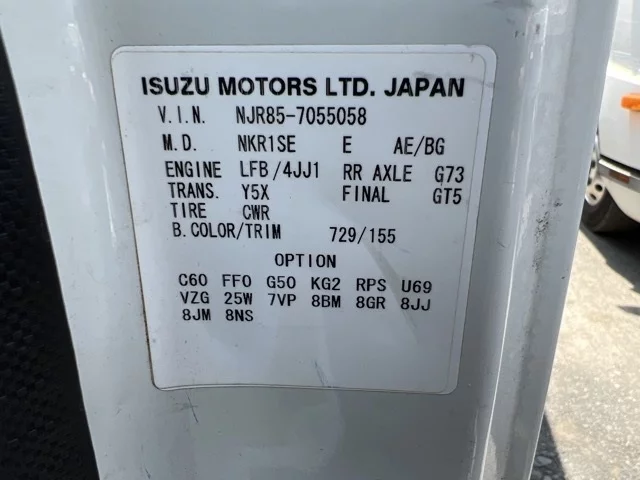 ISUZU MOTORS LTD. JAPAN
V.I.N. NJR85-7055058
M.D. NKR1SE E AE/BG
ENGINE LFB/4JJ1 RR AXLE G73
TRANS. Y5X FINAL GT5
TIRE CWR
B.COLOR/TRIM 729/155
OPTION
C60 FF0 G50 KG2 RPS U69
VZG 25W 7VP 8BM 8GR 8JJ
8JM 8NS